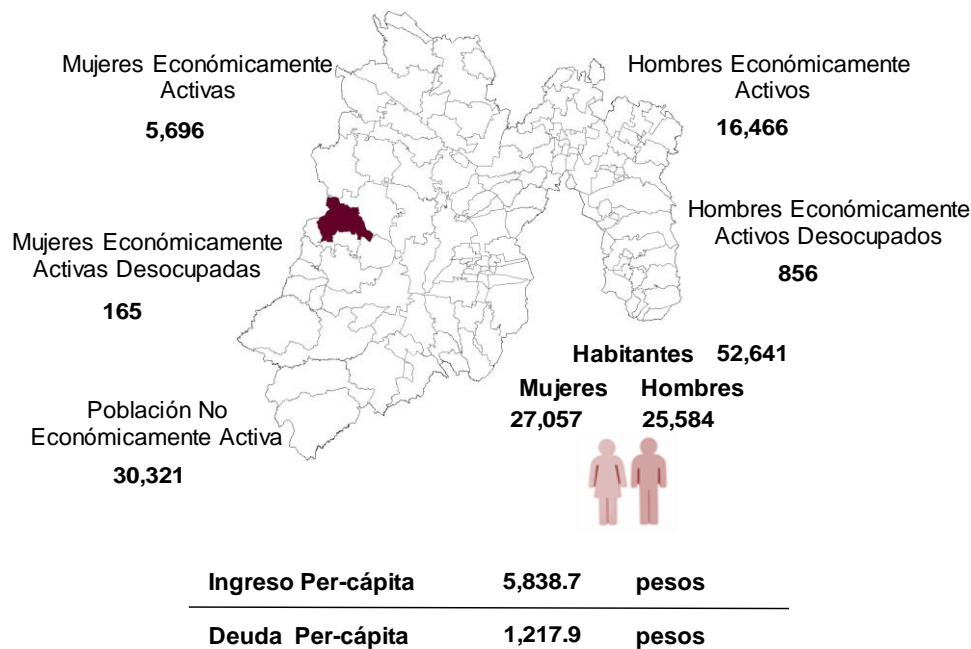 Mujeres Económicamente
Activas
5,696
Hombres Económicamente
Activos
16,466
Mujeres Económicamente
Activas Desocupadas
165
Hombres Económicamente
Activos Desocupados
856
Habitantes 52,641
Mujeres Hombres
27,057 25,584
Población No
Económicamente Activa
30,321
Ingreso Per-cápita 5,838.7 pesos
Deuda Per-cápita 1,217.9 pesos